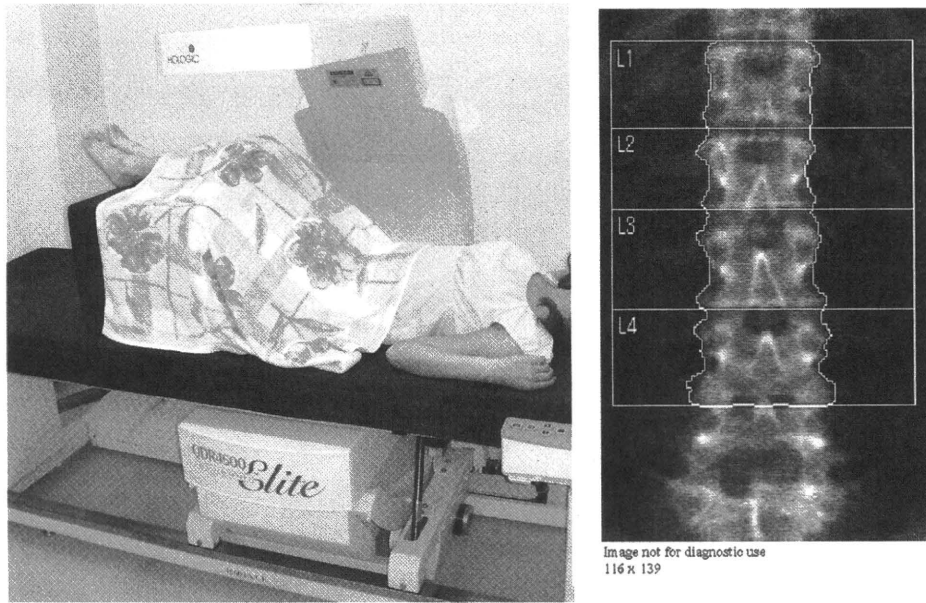 HOLOGIC
QDR4500
Elite
L1
L2
L3
L4
Image not for diagnostic use
116 x 139